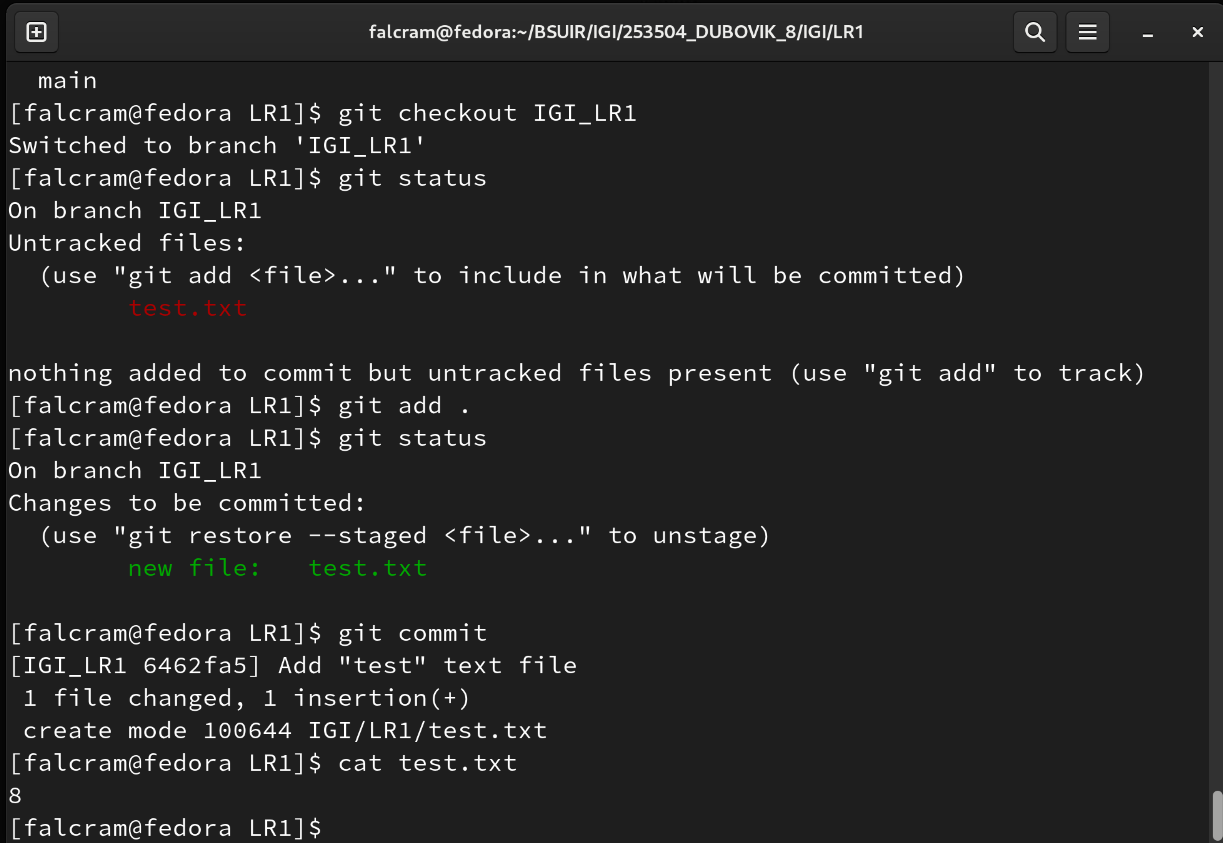 falcram@fedora:~/BSUIR/IGI/253504_DUBOVIK_8/IGI/LR1
  main
[falcram@fedora LR1]$ git checkout IGI_LR1
Switched to branch 'IGI_LR1'
[falcram@fedora LR1]$ git status
On branch IGI_LR1
Untracked files:
  (use "git add <file>..." to include in what will be committed)
        test.txt

nothing added to commit but untracked files present (use "git add" to track)
[falcram@fedora LR1]$ git add .
[falcram@fedora LR1]$ git status
On branch IGI_LR1
Changes to be committed:
  (use "git restore --staged <file>..." to unstage)
        new file:   test.txt

[falcram@fedora LR1]$ git commit
[IGI_LR1 6462fa5] Add "test" text file
 1 file changed, 1 insertion(+)
 create mode 100644 IGI/LR1/test.txt
[falcram@fedora LR1]$ cat test.txt
8
[falcram@fedora LR1]$